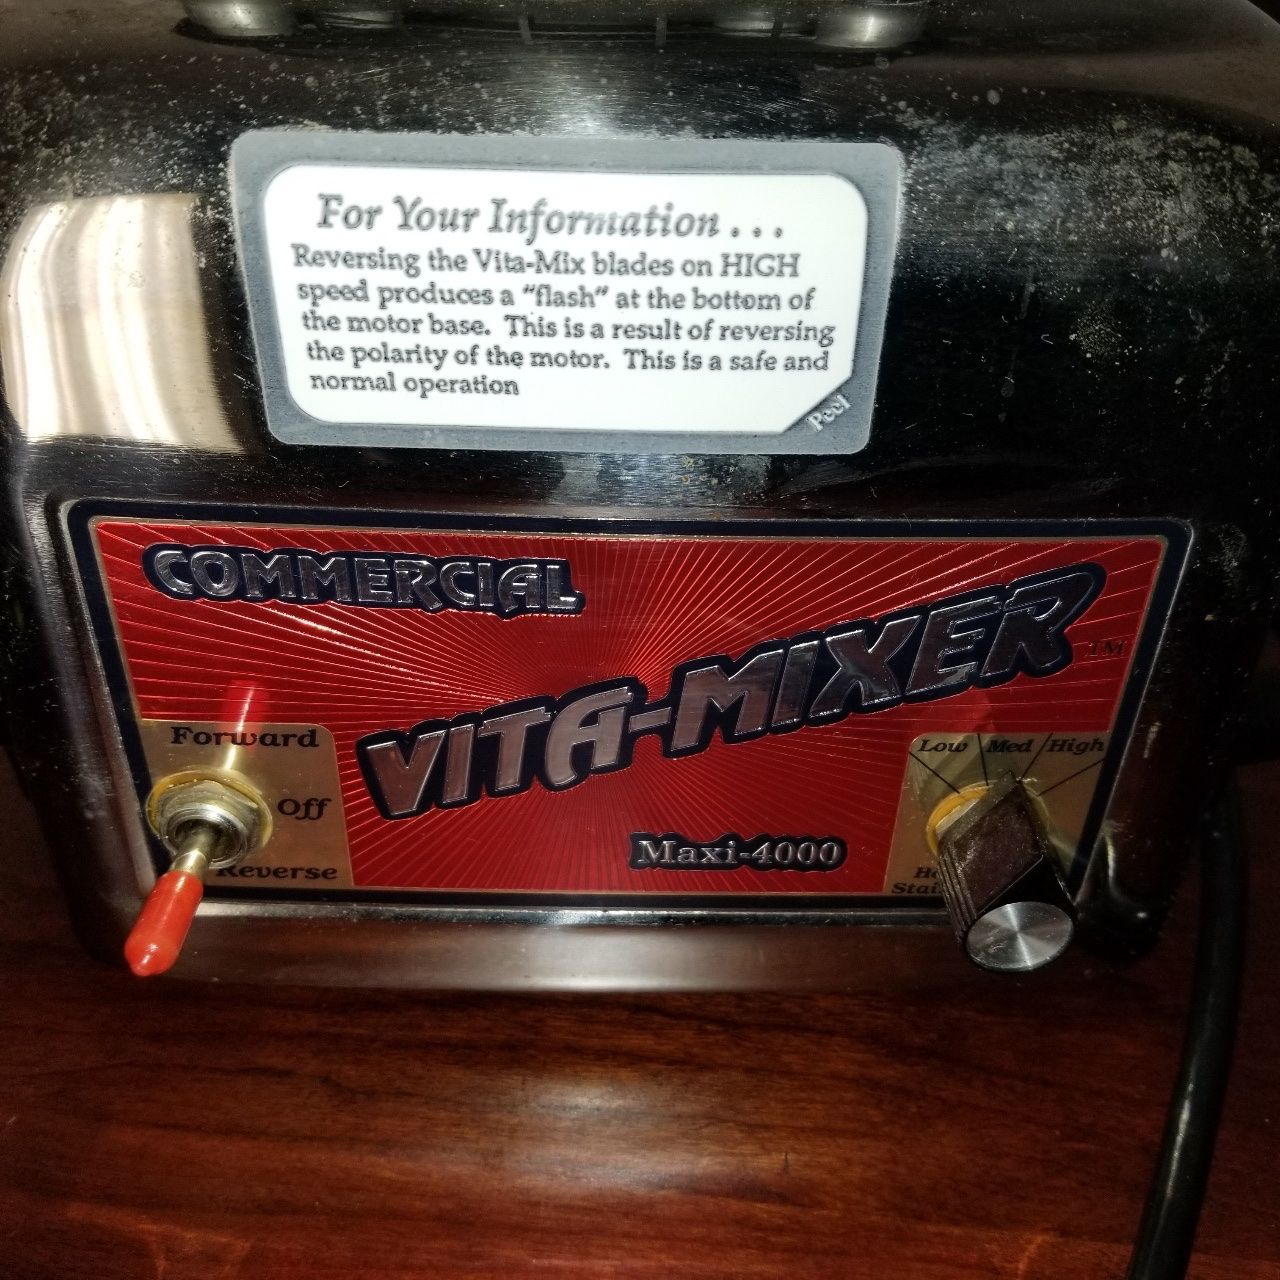 For Your Information . . .
Reversing the Vita-Mix blades on HIGH
speed produces a "flash" at the bottom of
the motor base. This is a result of reversing
the polarity of the motor. This is a safe and
normal operation
Peel
COMMERCIAL
VITA-MIXER TM
Forward
Off
Reverse
Low Med High
Maxi-4000